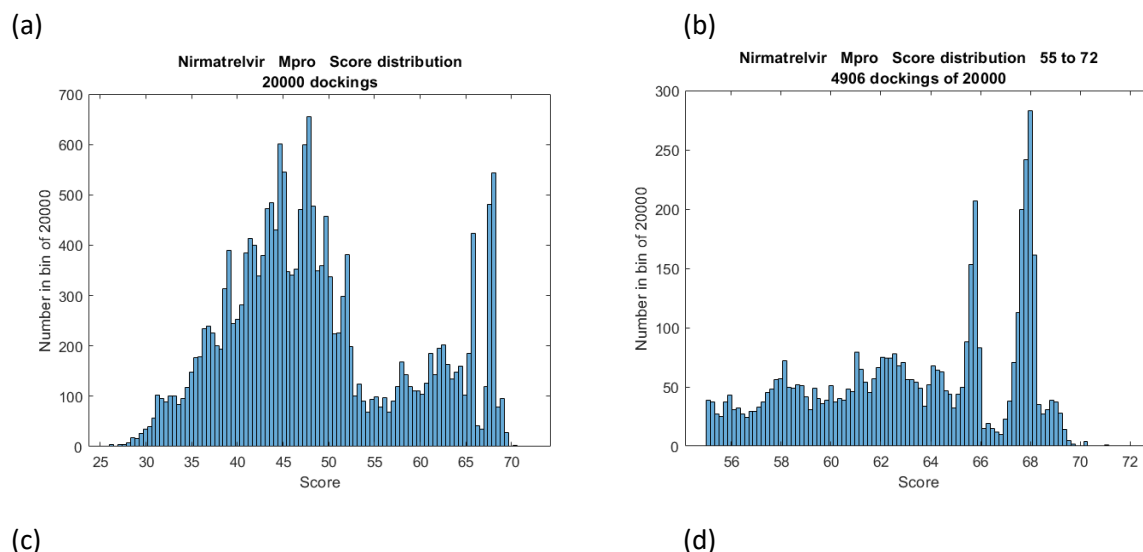 (a)
Nirmatrelvir Mpro Score distribution
20000 dockings
700
600
500
400
300
200
100
0
Number in bin of 20000
25 30 35 40 45 50 55 60 65 70
Score
(b)
Nirmatrelvir Mpro Score distribution 55 to 72
4906 dockings of 20000
300
250
200
150
100
50
0
Number in bin of 20000
56 58 60 62 64 66 68 70 72
Score
(c)
(d)